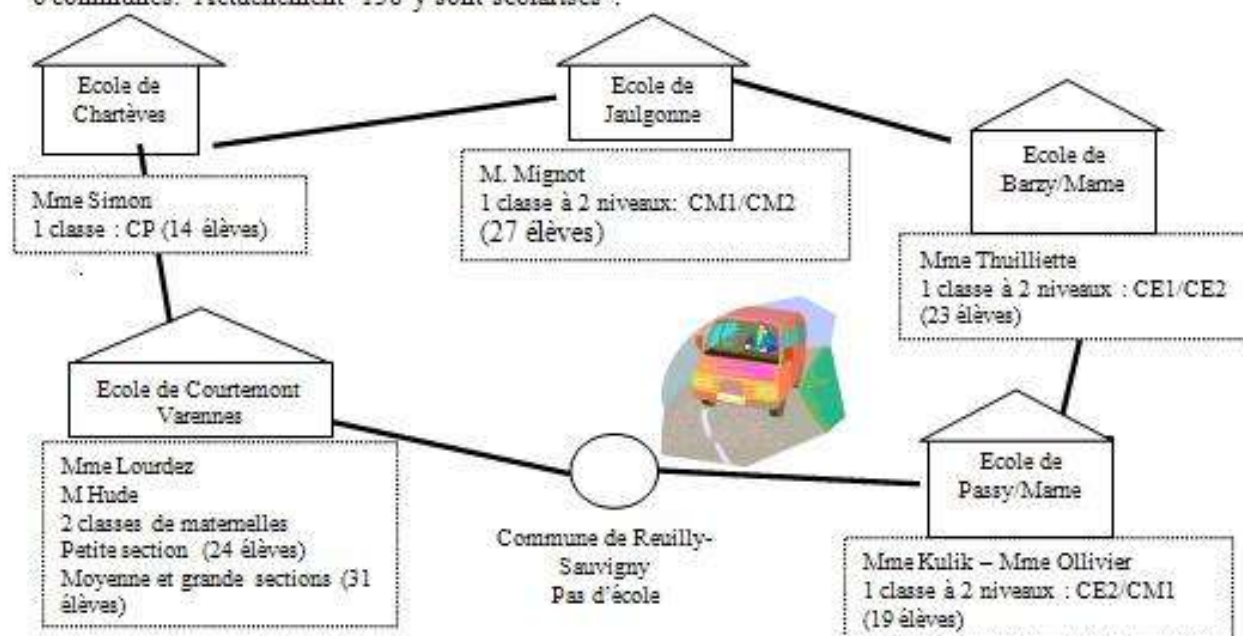 Ecole de
Chartèves
Ecole de
Jaulgonne
Ecole de
Barzy/Marne
Mme Simon
1 classe : CP (14 élèves)
M. Mignot
1 classe à 2 niveaux: CM1/CM2
(27 élèves)
Mme Thuilliette
1 classe à 2 niveaux : CE1/CE2
(23 élèves)
Ecole de Courtemont
Varennes
Mme Lourdez
M Hude
2 classes de maternelles
Petite section (24 élèves)
Moyenne et grande sections (31
élèves)
Commune de Reuilly-
Sauvigny
Pas d'école
Ecole de
Passy/Marne
Mme Kulik – Mme Ollivier
1 classe à 2 niveaux : CE2/CM1
(19 élèves)